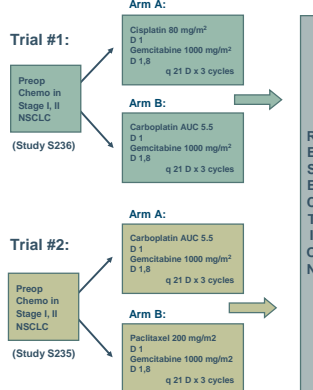 Arm A:
Trial #1:
Cisplatin 80 mg/m²
D 1
Gemcitabine 1000 mg/m²
D 1,8
q 21 D x 3 cycles
Preop
Chemo in
Stage I, II
NSCLC
(Study S236)
Arm B:
Carboplatin AUC 5.5
D 1
Gemcitabine 1000 mg/m²
D 1,8
q 21 D x 3 cycles
Arm A:
Trial #2:
Carboplatin AUC 5.5
D 1
Gemcitabine 1000 mg/m²
D 1,8
q 21 D x 3 cycles
Preop
Chemo in
Stage I, II
NSCLC
(Study S235)
Arm B:
Paclitaxel 200 mg/m2
D 1
Gemcitabine 1000 mg/m2
D 1,8
q 21 D x 3 cycles
R
E
S
E
C
T
I
O
N